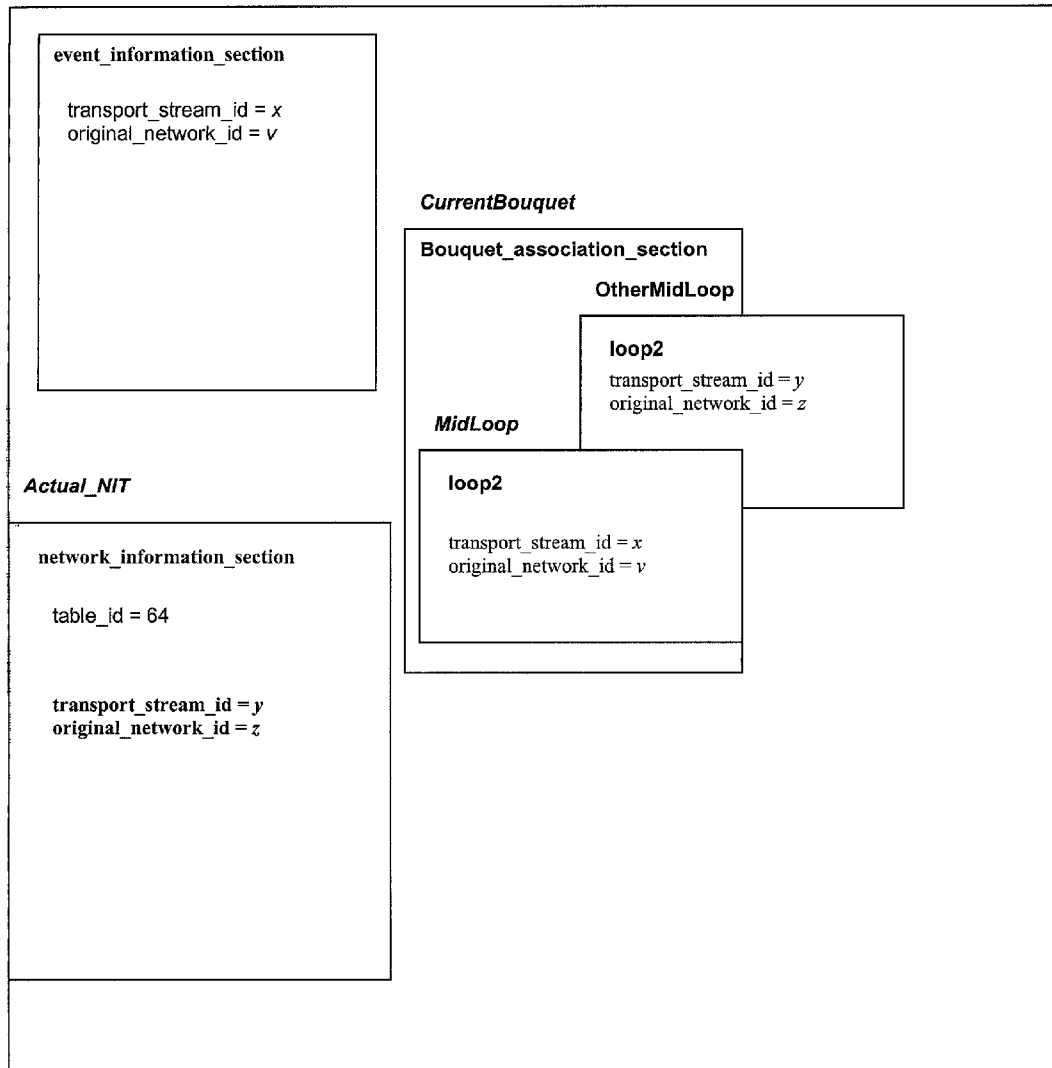 event_information_section
transport_stream_id = x
original_network_id = v
CurrentBouquet
Bouquet_association_section
OtherMidLoop
loop2
transport_stream_id = y
original_network_id = z
MidLoop
loop2
transport_stream_id = x
original_network_id = v
Actual_NIT
network_information_section
table_id = 64
transport_stream_id = y
original_network_id = z